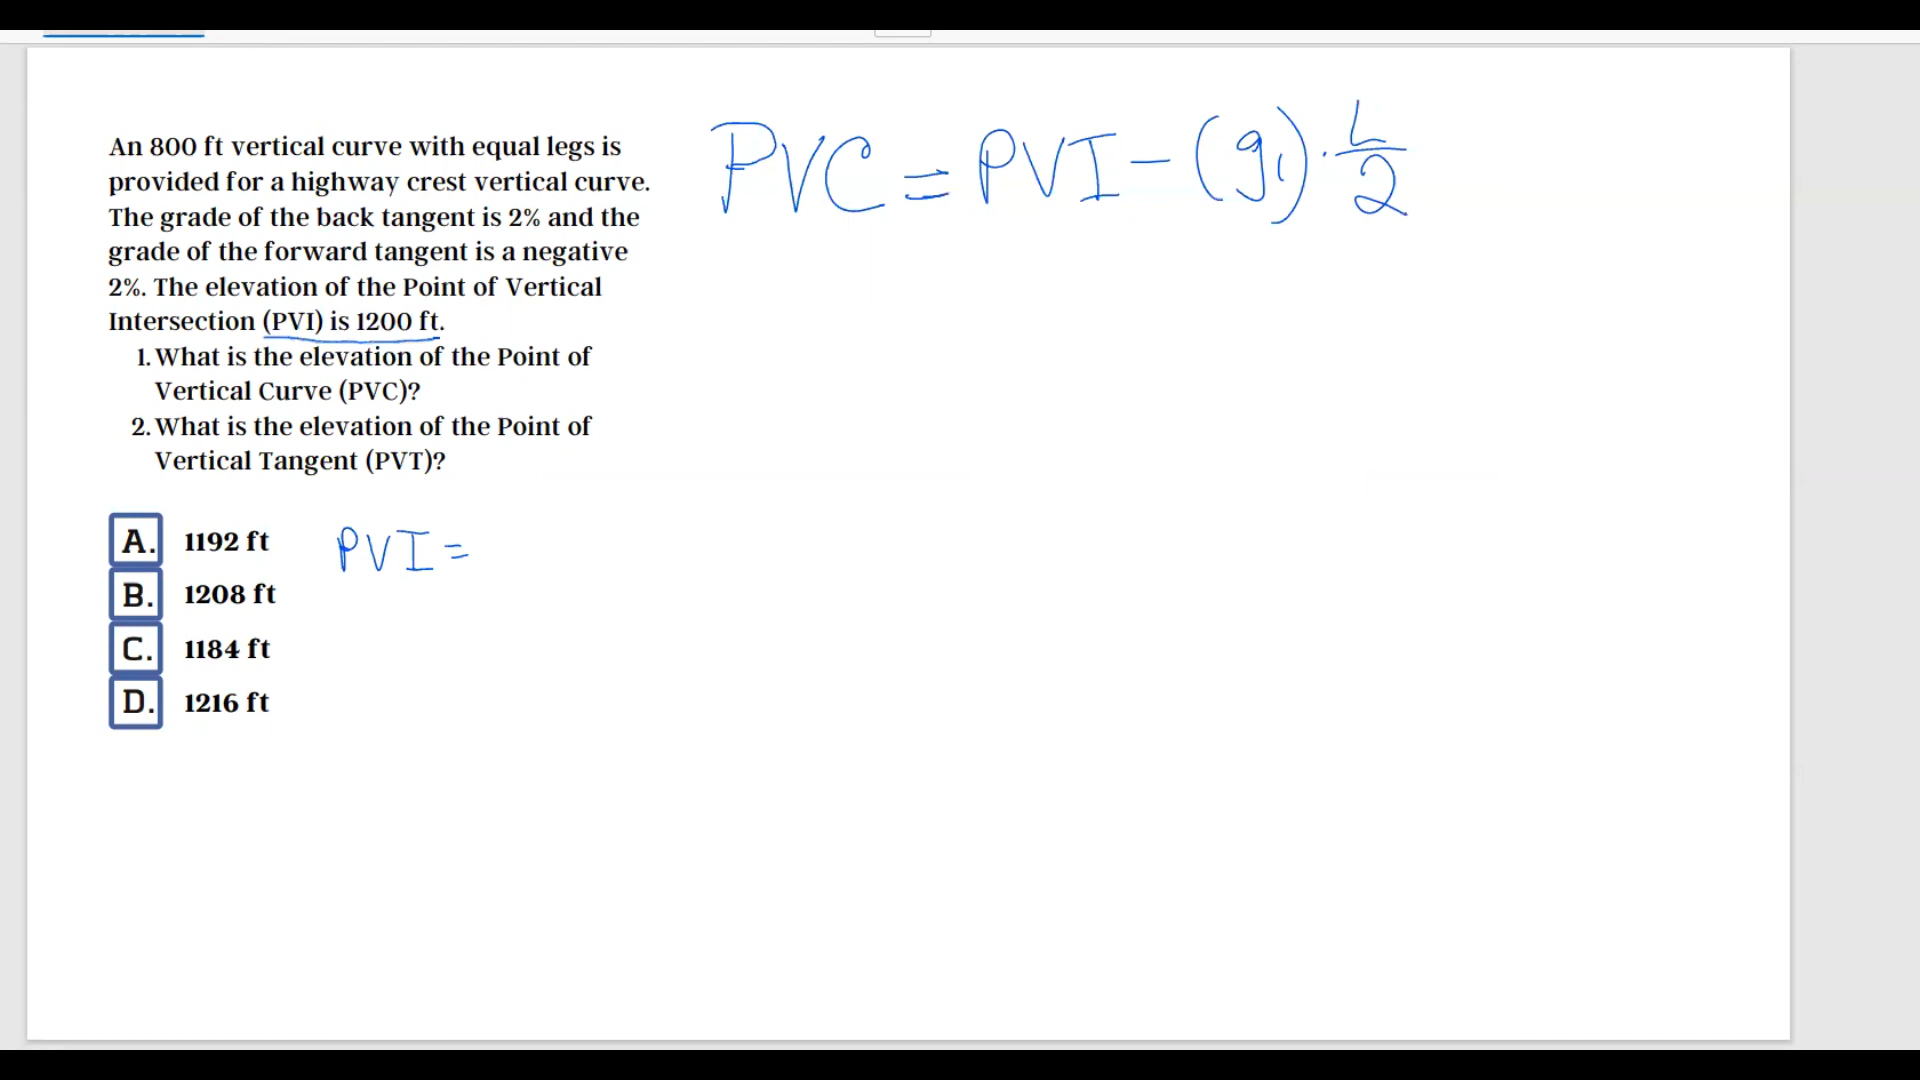 An 800 ft vertical curve with equal legs is
provided for a highway crest vertical curve.
The grade of the back tangent is 2% and the
grade of the forward tangent is a negative
2%. The elevation of the Point of Vertical
Intersection (PVI) is 1200 ft.
1. What is the elevation of the Point of
Vertical Curve (PVC)?
2. What is the elevation of the Point of
Vertical Tangent (PVT)?
A. 1192 ft
B. 1208 ft
C. 1184 ft
D. 1216 ft
PVI =
PVC = PVI - (g₁) · L/2